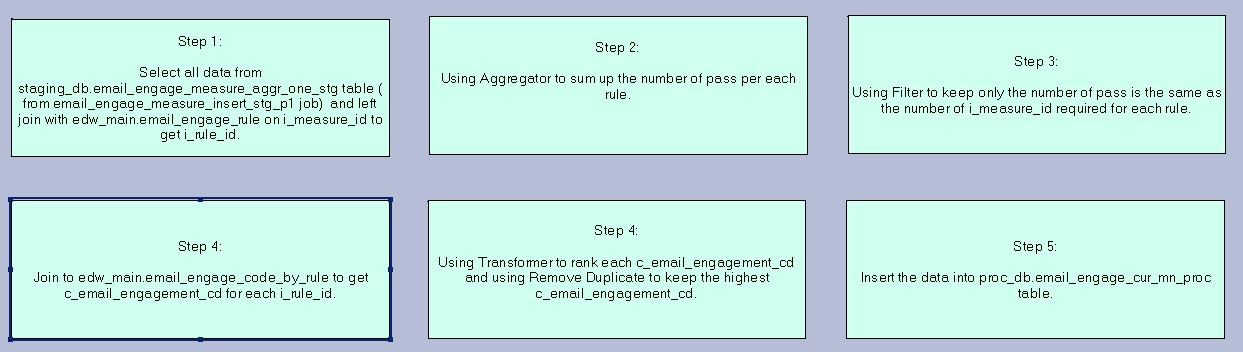 Step 1:
Select all data from
staging_db.email_engage_measure_aggr_one_stg table (
from email_engage_measure_insert_stg_p1 job)  and left
join with edw_main.email_engage_rule on i_measure_id to
get i_rule_id.
Step 2:
Using Aggregator to sum up the number of pass per each
rule.
Step 3:
Using Filter to keep only the number of pass is the same as
the number of i_measure_id required for each rule.
Step 4:
Join to edw_main.email_engage_code_by_rule to get
c_email_engagement_cd for each i_rule_id.
Step 4:
Using Transformer to rank each c_email_engagement_cd
and using Remove Duplicate to keep the highest
c_email_engagement_cd.
Step 5:
Insert the data into proc_db.email_engage_cur_mn_proc
table.